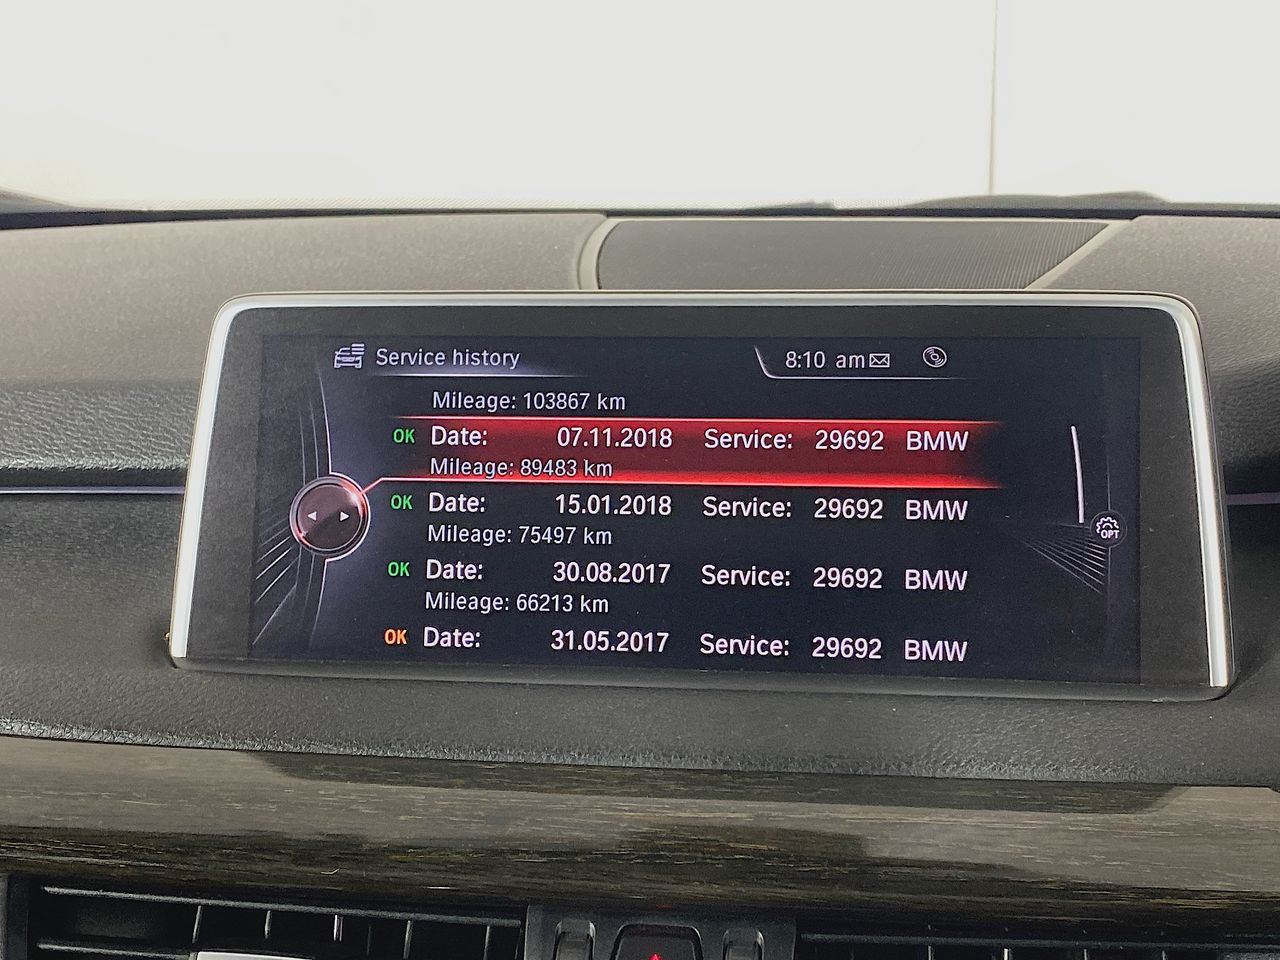 Service history
8:10 am
Mileage: 103867 km
OK Date: 07.11.2018 Service: 29692 BMW
Mileage: 89483 km
OK Date: 15.01.2018 Service: 29692 BMW
Mileage: 75497 km
OK Date: 30.08.2017 Service: 29692 BMW
Mileage: 66213 km
OK Date: 31.05.2017 Service: 29692 BMW
OPT